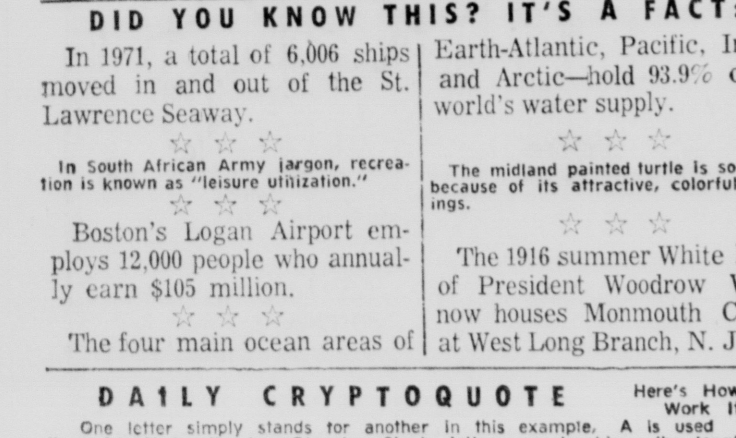 DID YOU KNOW THIS? IT'S A FACT:
In 1971, a total of 6,006 ships
moved in and out of the St.
Lawrence Seaway.
☆ ☆ ☆
In South African Army jargon, recrea-
tion is known as "leisure utilization."
☆ ☆ ☆
Boston's Logan Airport em-
ploys 12,000 people who annual-
ly earn $105 million.
☆ ☆ ☆
The four main ocean areas of
Earth-Atlantic, Pacific,
and Arctic—hold 93.9%
world's water supply.
☆ ☆ ☆
The midland painted turtle is so
because of its attractive, colorful
ings.
☆ ☆ ☆
The 1916 summer White
of President Woodrow
now houses Monmouth
at West Long Branch, N. J
DAILY CRYPTOQUOTE
Here's How
Work
One letter simply stands for another in this example, A is used